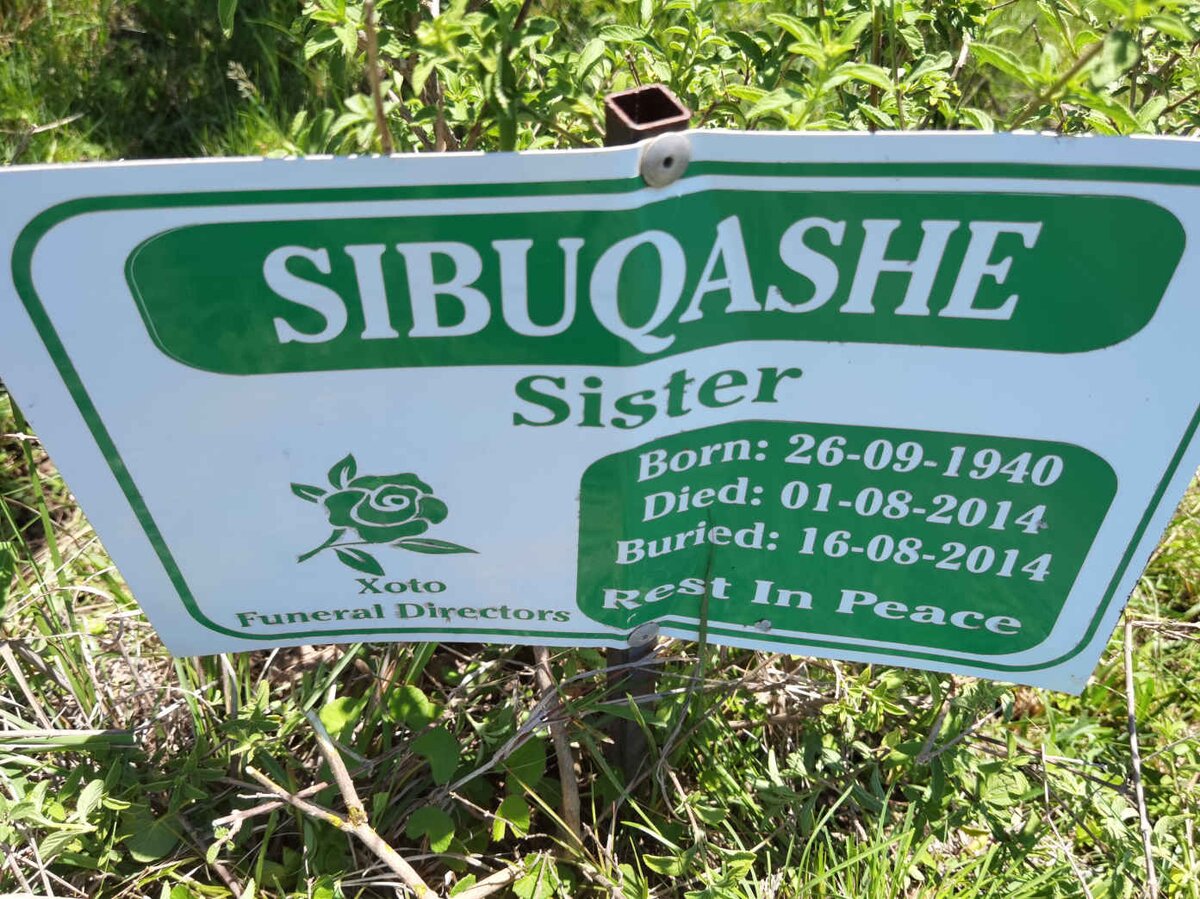 SIBUQASHE
Sister
Born: 26-09-1940
Died: 01-08-2014
Buried: 16-08-2014
Rest In Peace
Xoto
Funeral Directors